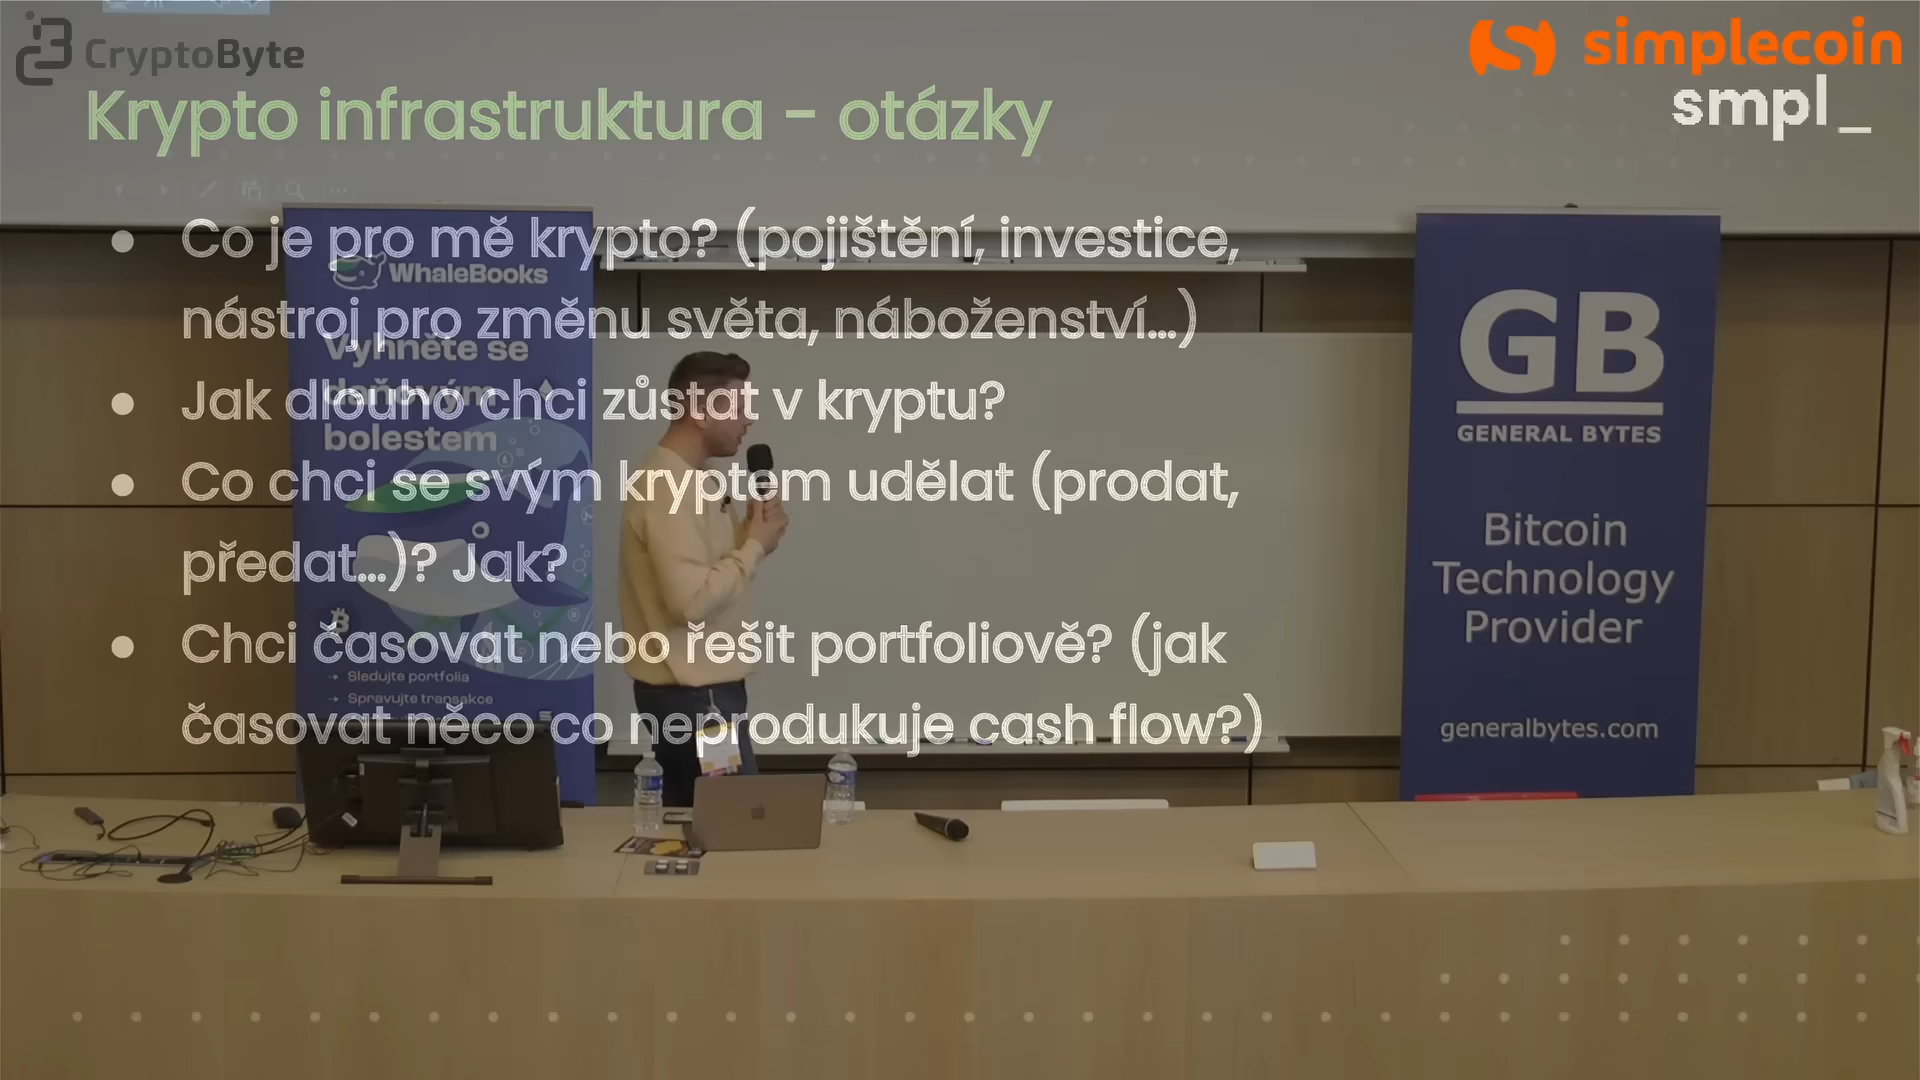 CryptoByte
simplecoin
smpl_
Krypto infrastruktura - otázky
● Co je pro mě krypto? (pojištění, investice,
nástroj pro změnu světa, náboženství...)
● Jak dlouho chci zůstat v kryptu?
● Co chci se svým kryptem udělat (prodat,
předat...)? Jak?
● Chci časovat nebo řešit portfoliově? (jak
časovat něco co neprodukuje cash flow?)
WhaleBooks
Vyhněte se
daňovým
bolestem
→ Sledujte portfolia
→ Spravujte transakce
GB
GENERAL BYTES
Bitcoin
Technology
Provider
generalbytes.com